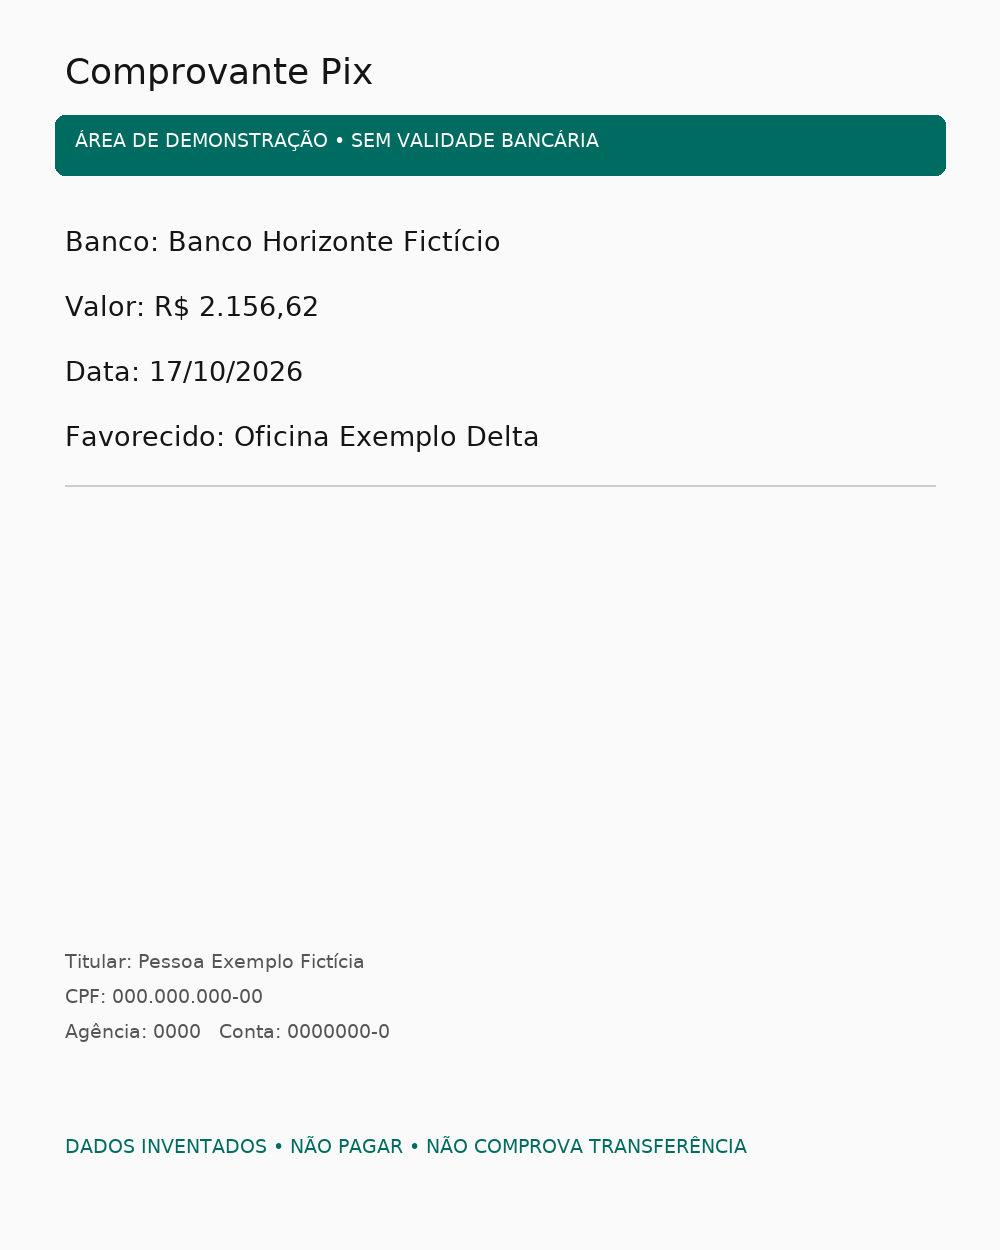 Comprovante Pix
ÁREA DE DEMONSTRAÇÃO • SEM VALIDADE BANCÁRIA
Banco: Banco Horizonte Fictício
Valor: R$ 2.156,62
Data: 17/10/2026
Favorecido: Oficina Exemplo Delta
Titular: Pessoa Exemplo Fictícia
CPF: 000.000.000-00
Agência: 0000   Conta: 0000000-0
DADOS INVENTADOS • NÃO PAGAR • NÃO COMPROVA TRANSFERÊNCIA